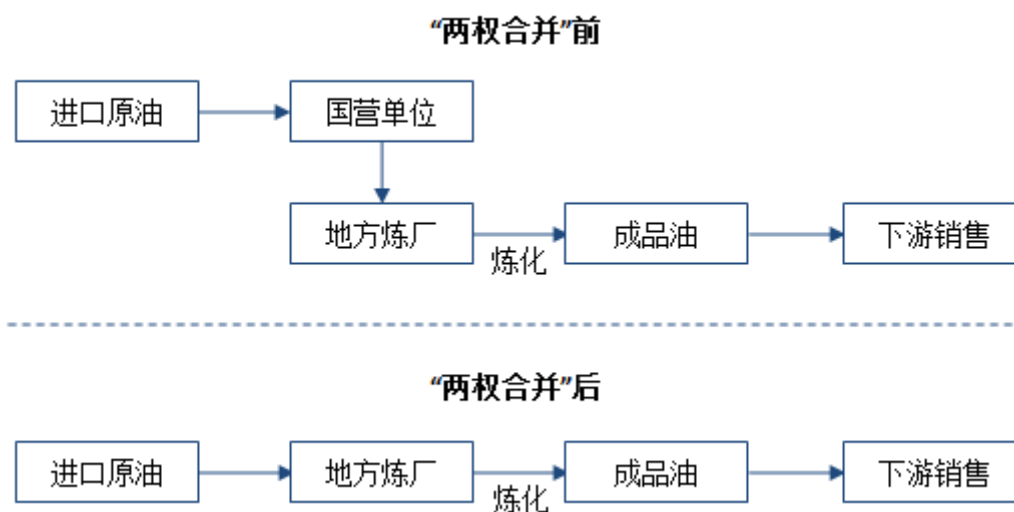 “两权合并”前
进口原油
国营单位
地方炼厂
炼化
成品油
下游销售
“两权合并”后
进口原油
地方炼厂
炼化
成品油
下游销售